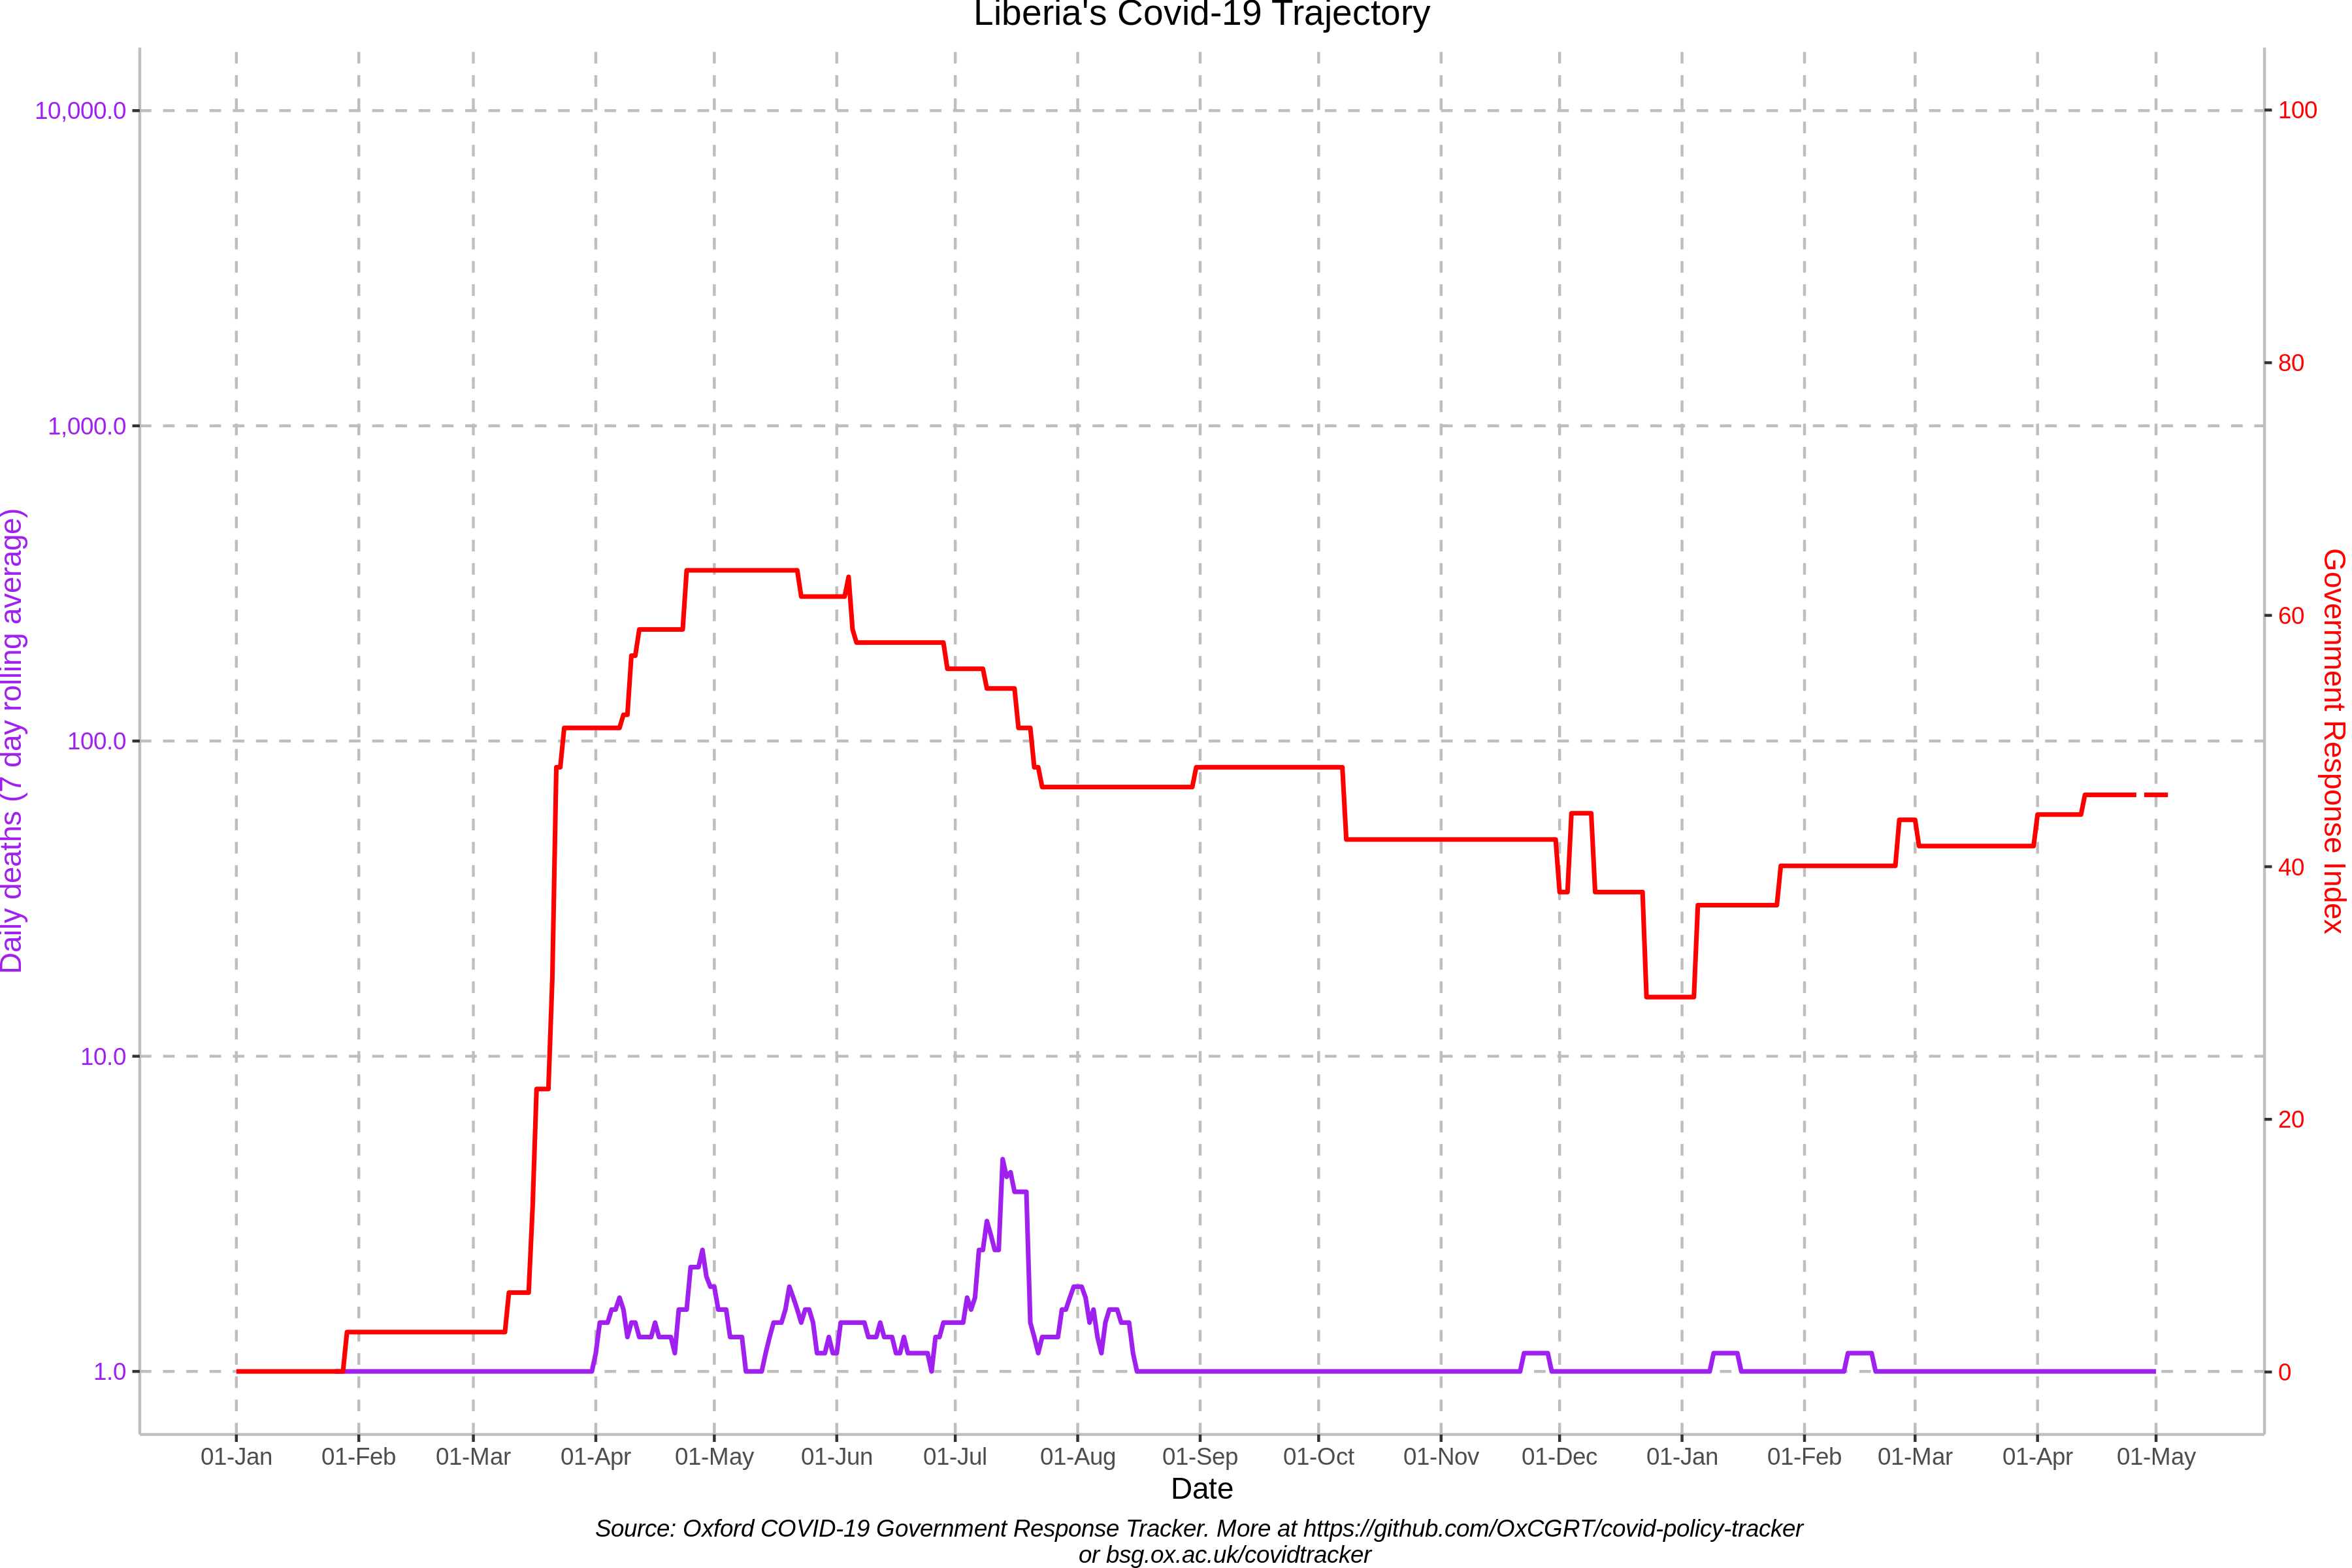 Liberia's Covid-19 Trajectory
10,000.0
1,000.0
100.0
10.0
1.0
Daily deaths (7 day rolling average)
100
80
60
40
20
0
Government Response Index
01-Jan 01-Feb 01-Mar 01-Apr 01-May 01-Jun 01-Jul 01-Aug 01-Sep 01-Oct 01-Nov 01-Dec 01-Jan 01-Feb 01-Mar 01-Apr 01-May
Date
Source: Oxford COVID-19 Government Response Tracker. More at https://github.com/OxCGRT/covid-policy-tracker
or bsg.ox.ac.uk/covidtracker